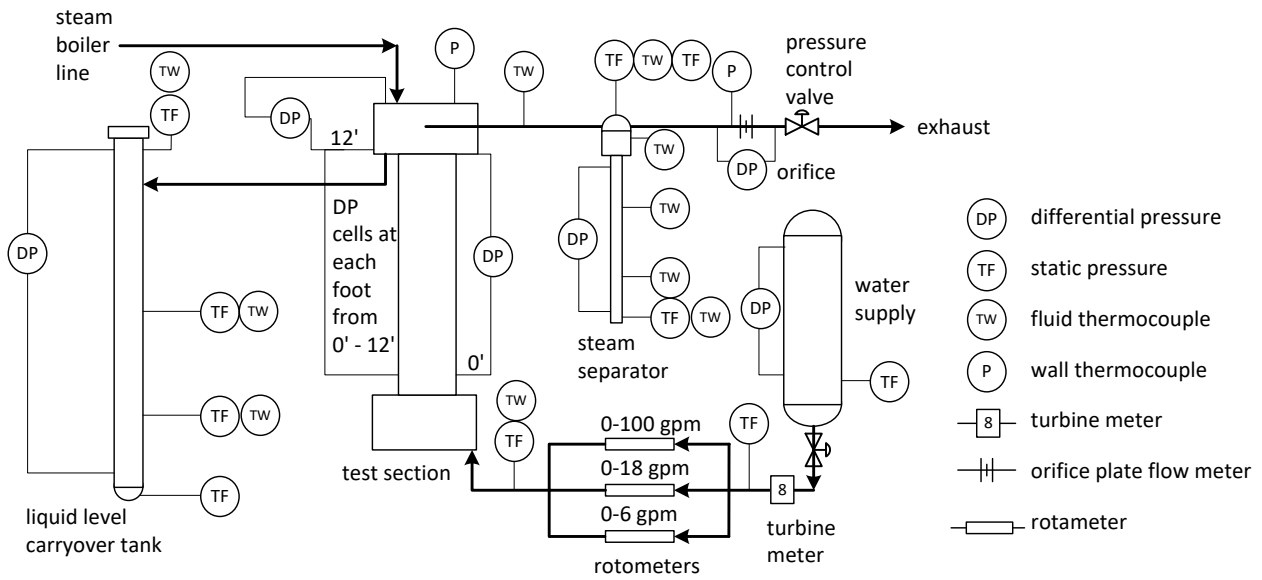 steam
boiler
line
TW
TF
DP
12'
P
TW
TF
TW
TF
P
pressure
control
valve
exhaust
TW
DP
orifice
DP
DP
cells at
each
foot
from
0' - 12'
DP
0'
test section
DP
TW
TW
TF
TW
steam
separator
DP
water
supply
TF
TF
TW
TF
TW
TF
liquid level
carryover tank
TW
TF
0-100 gpm
0-18 gpm
0-6 gpm
rotometers
TF
8
turbine
meter
DP
differential pressure
TF
static pressure
TW
fluid thermocouple
P
wall thermocouple
8
turbine meter
orifice plate flow meter
rotameter